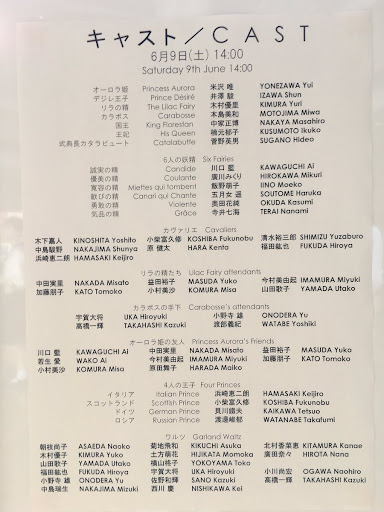 キャスト／CAST
6月9日(土) 14:00
Saturday 9th June 14:00
オーロラ姫 Princess Aurora 米沢 唯 YONEZAWA Yui
デジレ王子 Prince Désiré 井澤 駿 IZAWA Shun
リラの精 The Lilac Fairy 木村優里 KIMURA Yuri
カラボス Carabosse 本島美和 MOTOJIMA Miwa
国王 King Florestan 中家正博 NAKAYA Masahiro
王妃 His Queen 楠元郁子 KUSUMOTO Ikuko
式典長カタラビュート Catalabutte 菅野英男 SUGANO Hideo
6人の妖精 Six Fairies
誠実の精 Candide 川口 藍 KAWAGUCHI Ai
優美の精 Coulante 廣川みくり HIROKAWA Mikuri
寛容の精 Miettes qui tombent 飯野萌子 IINO Moeko
歓びの精 Canari qui Chante 五月女 遥 SOUTOME Haruka
勇敢の精 Violente 奥田花純 OKUDA Kasumi
気品の精 Grâce 寺井七海 TERAI Nanami
カヴァリエ Cavaliers
木下嘉人 KINOSHITA Yoshito 小柴富久修 KOSHIBA Fukunobu 清水裕三郎 SHIMIZU Yuzaburo
中島駿野 NAKAJIMA Shunya 原 健太 HARA Kenta 福田紘也 FUKUDA Hiroya
浜崎恵二朗 HAMASAKI Keijiro
リラの精たち Lilac Fairy attendants
中田実里 NAKADA Misato 益田裕子 MASUDA Yuko 今村美由起 IMAMURA Miyuki
加藤朋子 KATO Tomoko 小村美沙 KOMURA Misa 山田歌子 YAMADA Utako
カラボスの手下 Carabosse's attendants
宇賀大将 UKA Hiroyuki 小野寺 雄 ONODERA Yu
髙橋一輝 TAKAHASHI Kazuki 渡部義紀 WATABE Yoshiki
オーロラ姫の友人 Princess Aurora's Friends
川口 藍 KAWAGUCHI Ai 中田実里 NAKADA Misato 益田裕子 MASUDA Yuko
若生 愛 WAKO Ai 今村美由起 IMAMURA Miyuki 加藤朋子 KATO Tomoko
小村美沙 KOMURA Misa 原田舞子 HARADA Maiko
4人の王子 Four Princes
イタリア Italian Prince 浜崎恵二朗 HAMASAKI Keijiro
スコットランド Scottish Prince 小柴富久修 KOSHIBA Fukunobu
ドイツ German Prince 貝川鐵夫 KAIKAWA Tetsuo
ロシア Russian Prince 渡邊峻郁 WATANABE Takafumi
ワルツ Garland Waltz
朝枝尚子 ASAEDA Naoko 菊地飛和 KIKUCHI Asuka 北村香菜恵 KITAMURA Kanae
木村優子 KIMURA Yuko 土方萌花 HIJIKATA Momoka 廣田奈々 HIROTA Nana
山田歌子 YAMADA Utako 横山柊子 YOKOYAMA Toko
福田紘也 FUKUDA Hiroya 宇賀大将 UKA Hiroyuki 小川尚宏 OGAWA Naohiro
小野寺 雄 ONODERA Yu 佐野和輝 SANO Kazuki 髙橋一輝 TAKAHASHI Kazuki
中島瑞生 NAKAJIMA Mizuki 西川 慶 NISHIKAWA Kei